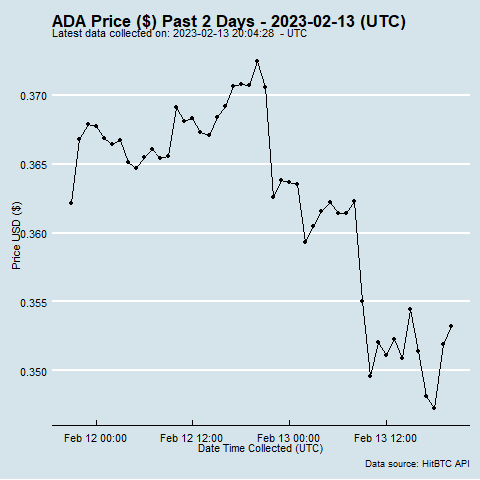 ADA Price ($) Past 2 Days - 2023-02-13 (UTC)
Latest data collected on: 2023-02-13 20:04:28 - UTC
0.370
0.365
0.360
0.355
0.350
Price USD ($)
Feb 12 00:00 Feb 12 12:00 Feb 13 00:00 Feb 13 12:00
Date Time Collected (UTC)
Data source: HitBTC API